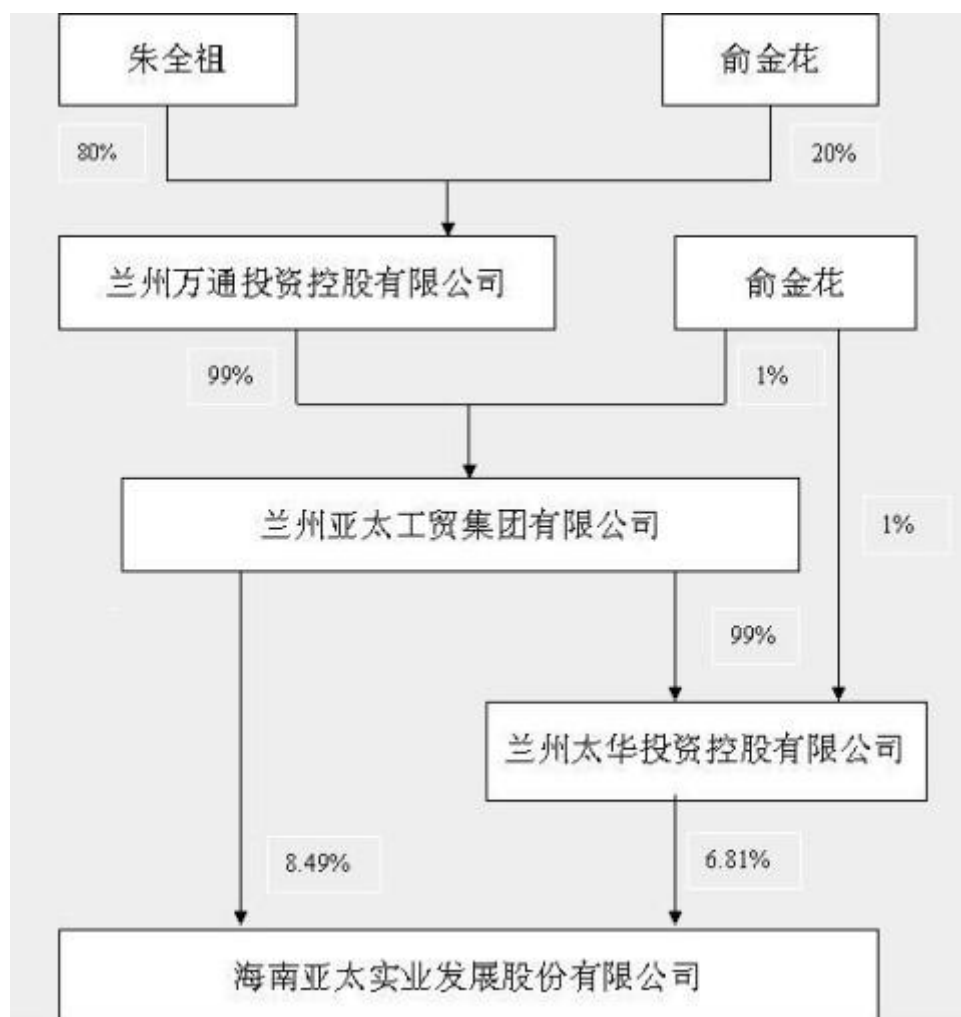 朱全祖
俞金花
80%
20%
兰州万通投资控股有限公司
俞金花
99%
1%
兰州亚太工贸集团有限公司
1%
99%
兰州太华投资控股有限公司
8.49%
6.81%
海南亚太实业发展股份有限公司